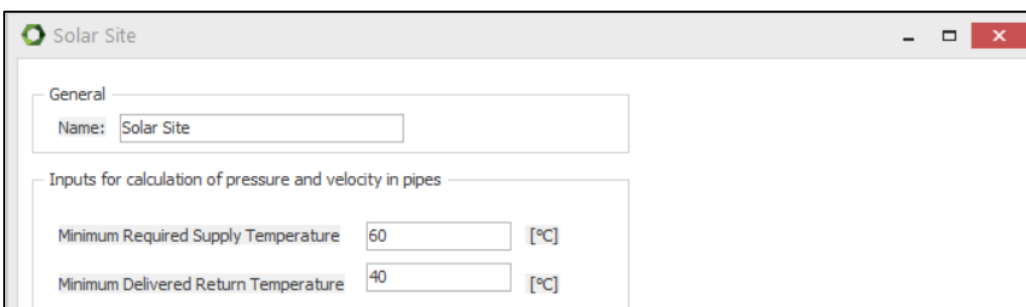 Solar Site
General
Name: Solar Site
Inputs for calculation of pressure and velocity in pipes
Minimum Required Supply Temperature 60 [°C]
Minimum Delivered Return Temperature 40 [°C]